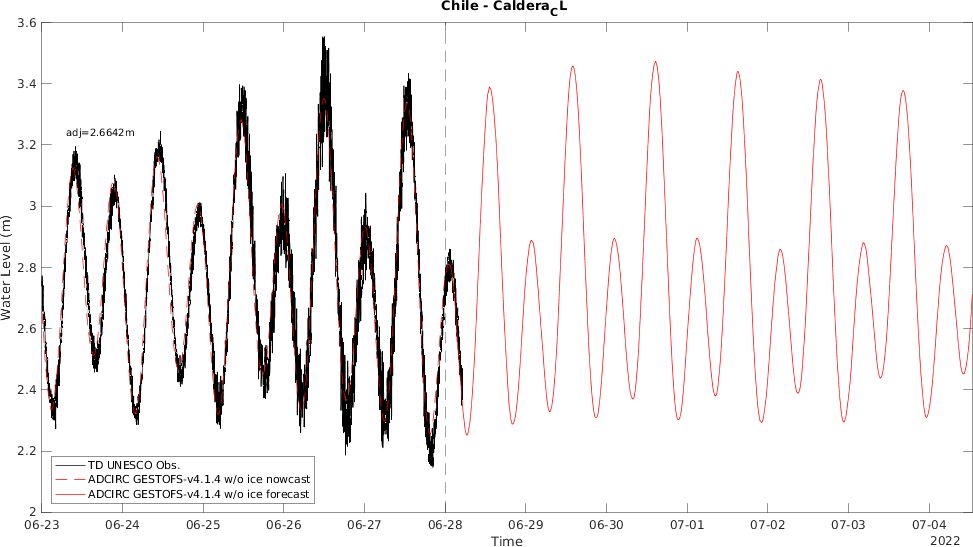 Chile - Caldera_CL
3.6
3.4
3.2
3
2.8
2.6
2.4
2.2
2
Water Level (m)
adj=2.6642m
TD UNESCO Obs.
ADCIRC GESTOFS-v4.1.4 w/o ice nowcast
ADCIRC GESTOFS-v4.1.4 w/o ice forecast
06-23 06-24 06-25 06-26 06-27 06-28 06-29 06-30 07-01 07-02 07-03 07-04
Time
2022